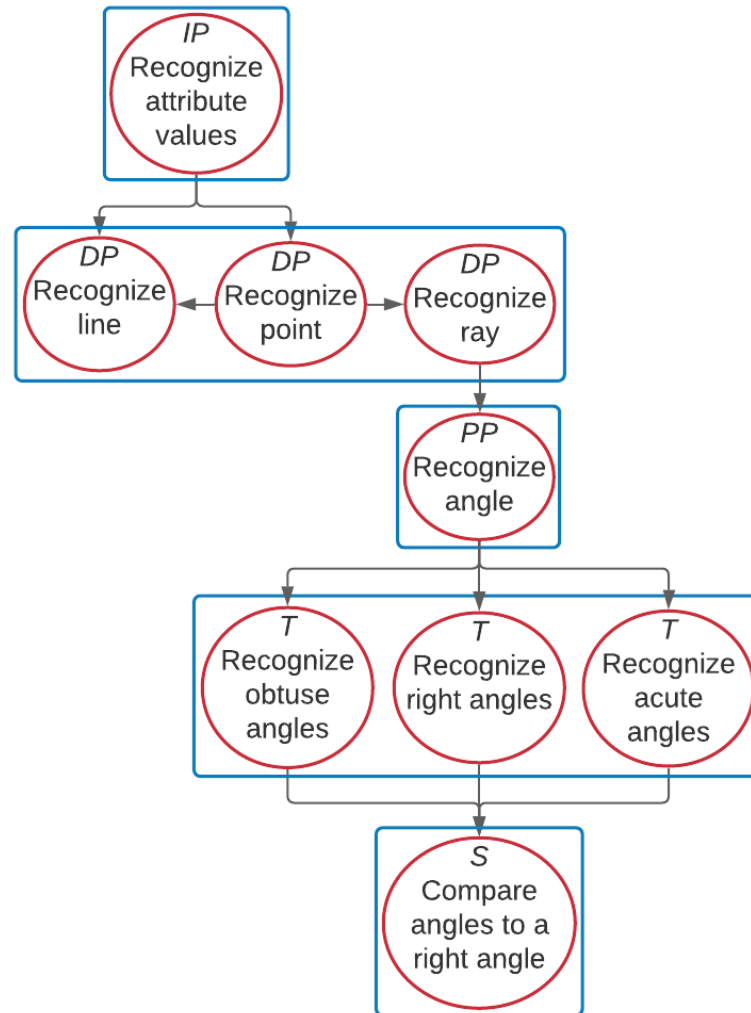 IP
Recognize
attribute
values
DP
Recognize
line
DP
Recognize
point
DP
Recognize
ray
PP
Recognize
angle
T
Recognize
obtuse
angles
T
Recognize
right angles
T
Recognize
acute
angles
S
Compare
angles to a
right angle